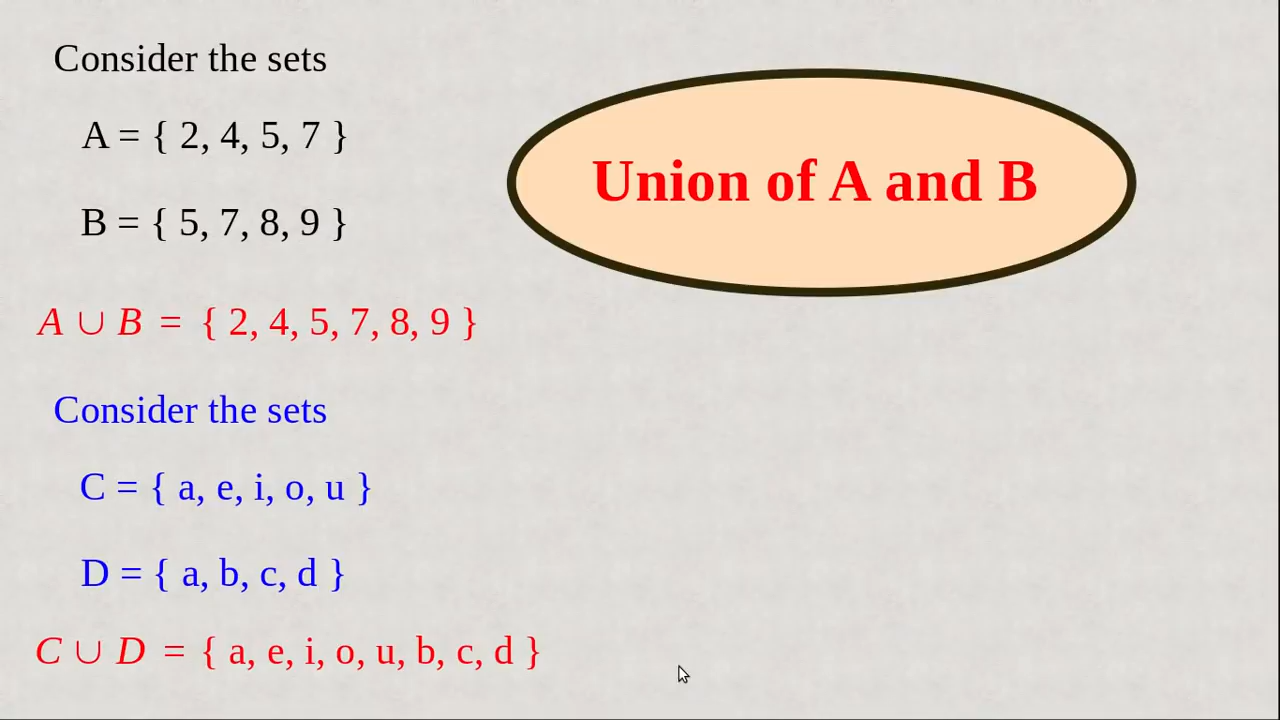 Consider the sets
A = { 2, 4, 5, 7 }
B = { 5, 7, 8, 9 }
Union of A and B
A ∪ B = { 2, 4, 5, 7, 8, 9 }
Consider the sets
C = { a, e, i, o, u }
D = { a, b, c, d }
C ∪ D = { a, e, i, o, u, b, c, d }